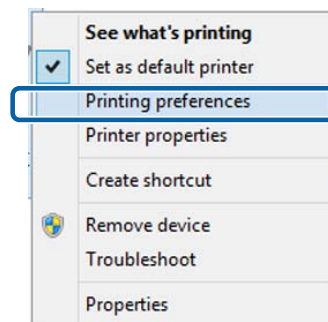 See what's printing
Set as default printer
Printing preferences
Printer properties
Create shortcut
Remove device
Troubleshoot
Properties